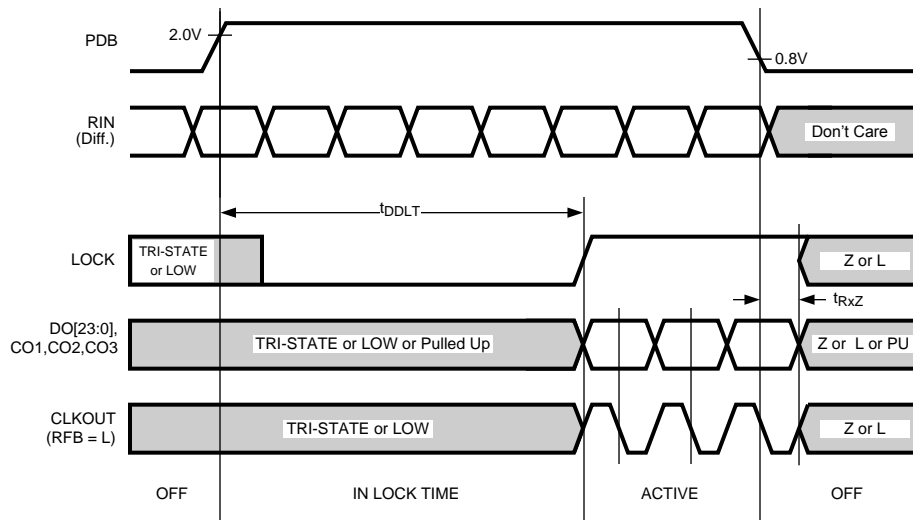 PDB
2.0V
0.8V
RIN
(Diff.)
Don't Care
tDDLT
LOCK
TRI-STATE
or LOW
Z or L
tRxZ
DO[23:0],
CO1,CO2,CO3
TRI-STATE or LOW or Pulled Up
Z or L or PU
CLKOUT
(RFB = L)
TRI-STATE or LOW
Z or L
OFF
IN LOCK TIME
ACTIVE
OFF